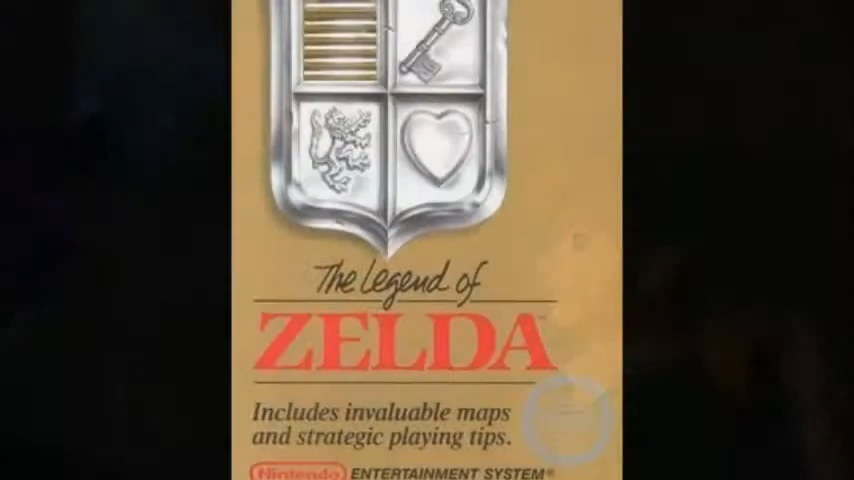 The Legend of
ZELDA
Includes invaluable maps
and strategic playing tips.
Nintendo ENTERTAINMENT SYSTEM®